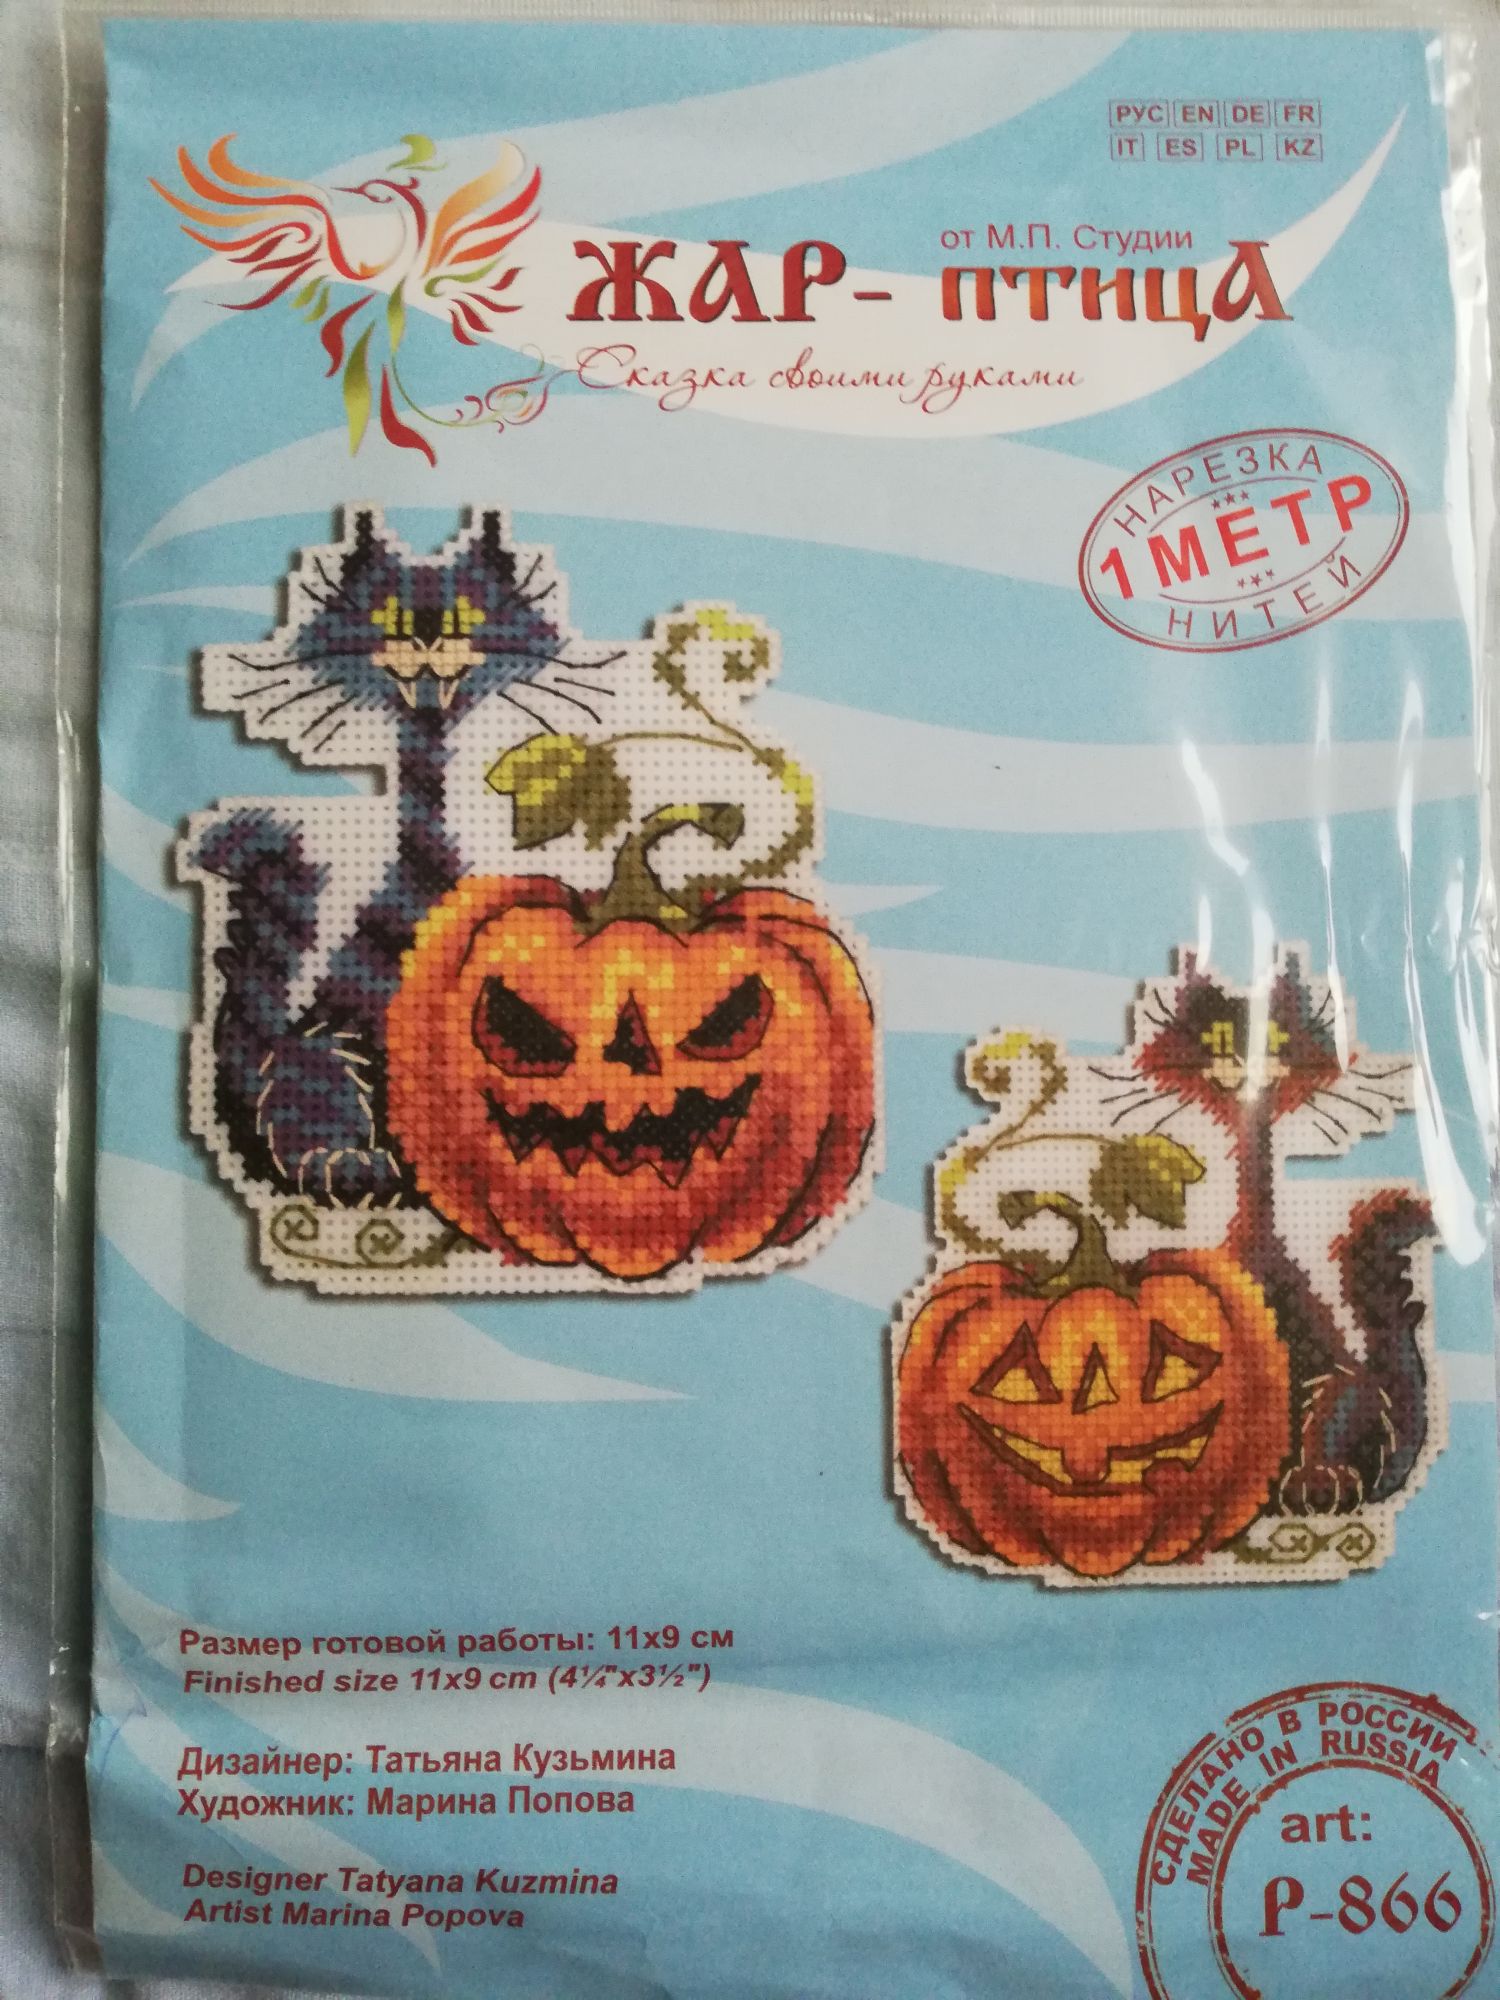 РУС EN DE FR
IT ES PL KZ
от М.П. Студии
ЖАР-ПТИЦА
Сказка своими руками
НАРЕЗКА
1 МЕТР
НИТЕЙ
Размер готовой работы: 11х9 см
Finished size 11x9 cm (4¼"x3½")
Дизайнер: Татьяна Кузьмина
Художник: Марина Попова
Designer Tatyana Kuzmina
Artist Marina Popova
СДЕЛАНО В РОССИИ
MADE IN RUSSIA
art:
P-866